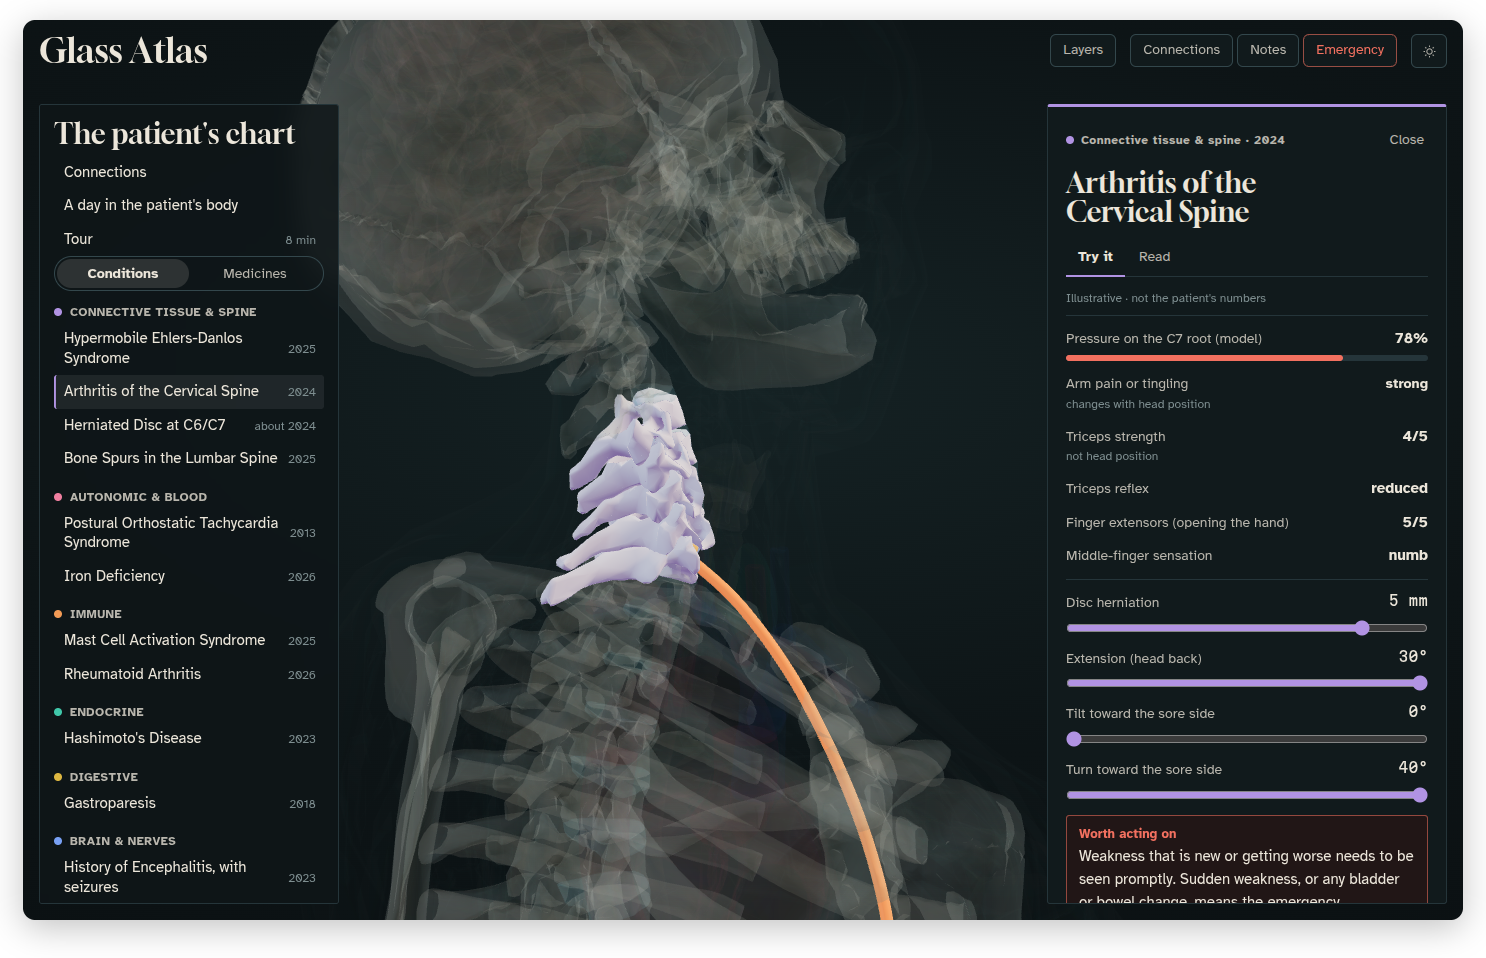 Glass Atlas
Layers
Connections
Notes
Emergency
The patient's chart
Connections
A day in the patient's body
Tour
8 min
Conditions
Medicines
CONNECTIVE TISSUE & SPINE
Hypermobile Ehlers-Danlos
Syndrome
2025
Arthritis of the Cervical Spine
2024
Herniated Disc at C6/C7
about 2024
Bone Spurs in the Lumbar Spine
2025
AUTONOMIC & BLOOD
Postural Orthostatic Tachycardia
Syndrome
2013
Iron Deficiency
2026
IMMUNE
Mast Cell Activation Syndrome
2025
Rheumatoid Arthritis
2026
ENDOCRINE
Hashimoto's Disease
2023
DIGESTIVE
Gastroparesis
2018
BRAIN & NERVES
History of Encephalitis, with
seizures
2023
Connective tissue & spine · 2024
Close
Arthritis of the
Cervical Spine
Try it
Read
Illustrative · not the patient's numbers
Pressure on the C7 root (model)
78%
Arm pain or tingling
strong
changes with head position
Triceps strength
4/5
not head position
Triceps reflex
reduced
Finger extensors (opening the hand)
5/5
Middle-finger sensation
numb
Disc herniation
5 mm
Extension (head back)
30°
Tilt toward the sore side
0°
Turn toward the sore side
40°
Worth acting on
Weakness that is new or getting worse needs to be
seen promptly. Sudden weakness, or any bladder
or bowel change, means the emergency